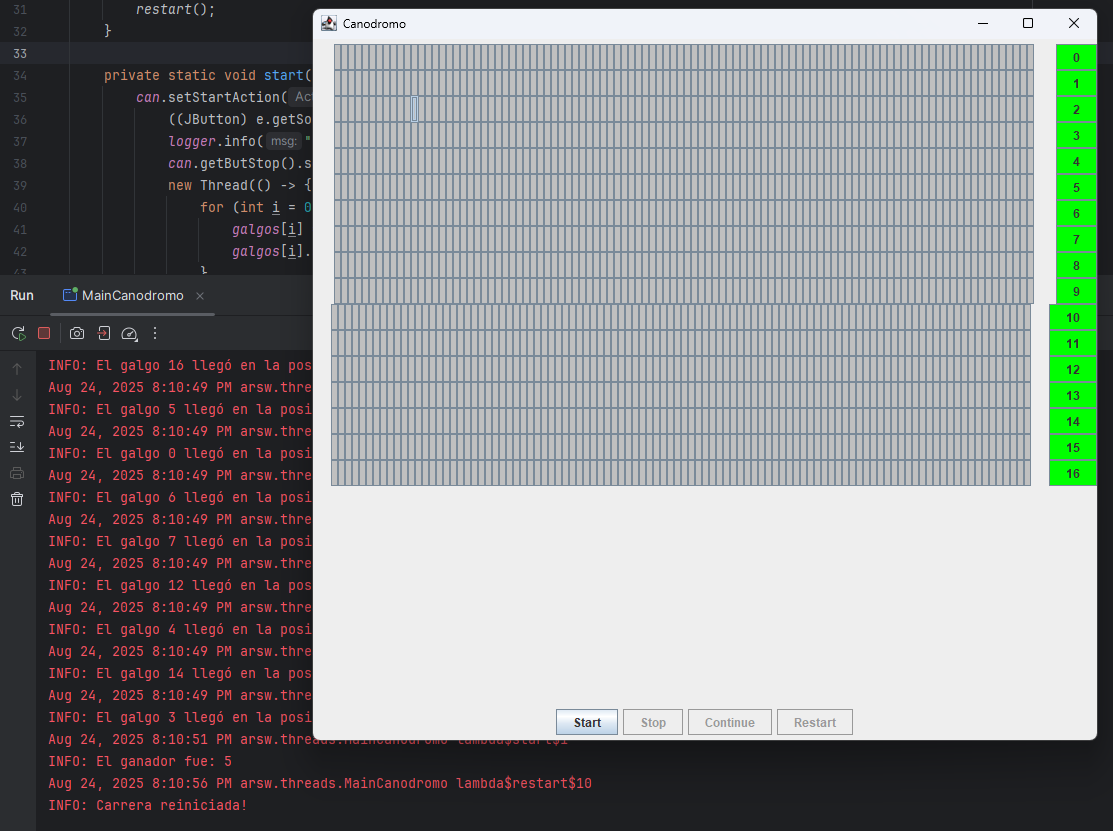 31 restart();
32 }
33
34 private static void start(
35 can.setStartAction( Ac
36 ((JButton) e.getSo
37 logger.info( msg: "
38 can.getButStop().s
39 new Thread(() -> {
40 for (int i = 0
41 galgos[i]
42 galgos[i].
43 }
Run MainCanodromo
INFO: El galgo 16 llegó en la pos
Aug 24, 2025 8:10:49 PM arsw.thre
INFO: El galgo 5 llegó en la posi
Aug 24, 2025 8:10:49 PM arsw.thre
INFO: El galgo 0 llegó en la posi
Aug 24, 2025 8:10:49 PM arsw.thre
INFO: El galgo 6 llegó en la posi
Aug 24, 2025 8:10:49 PM arsw.thre
INFO: El galgo 7 llegó en la posi
Aug 24, 2025 8:10:49 PM arsw.thre
INFO: El galgo 12 llegó en la pos
Aug 24, 2025 8:10:49 PM arsw.thre
INFO: El galgo 4 llegó en la posi
Aug 24, 2025 8:10:49 PM arsw.thre
INFO: El galgo 14 llegó en la pos
Aug 24, 2025 8:10:49 PM arsw.thre
INFO: El galgo 3 llegó en la posi
Aug 24, 2025 8:10:51 PM arsw.threads.MainCanodromo lambda$start$1
INFO: El ganador fue: 5
Aug 24, 2025 8:10:56 PM arsw.threads.MainCanodromo lambda$restart$10
INFO: Carrera reiniciada!
Canodromo
0
1
2
3
4
5
6
7
8
9
10
11
12
13
14
15
16
Start Stop Continue Restart